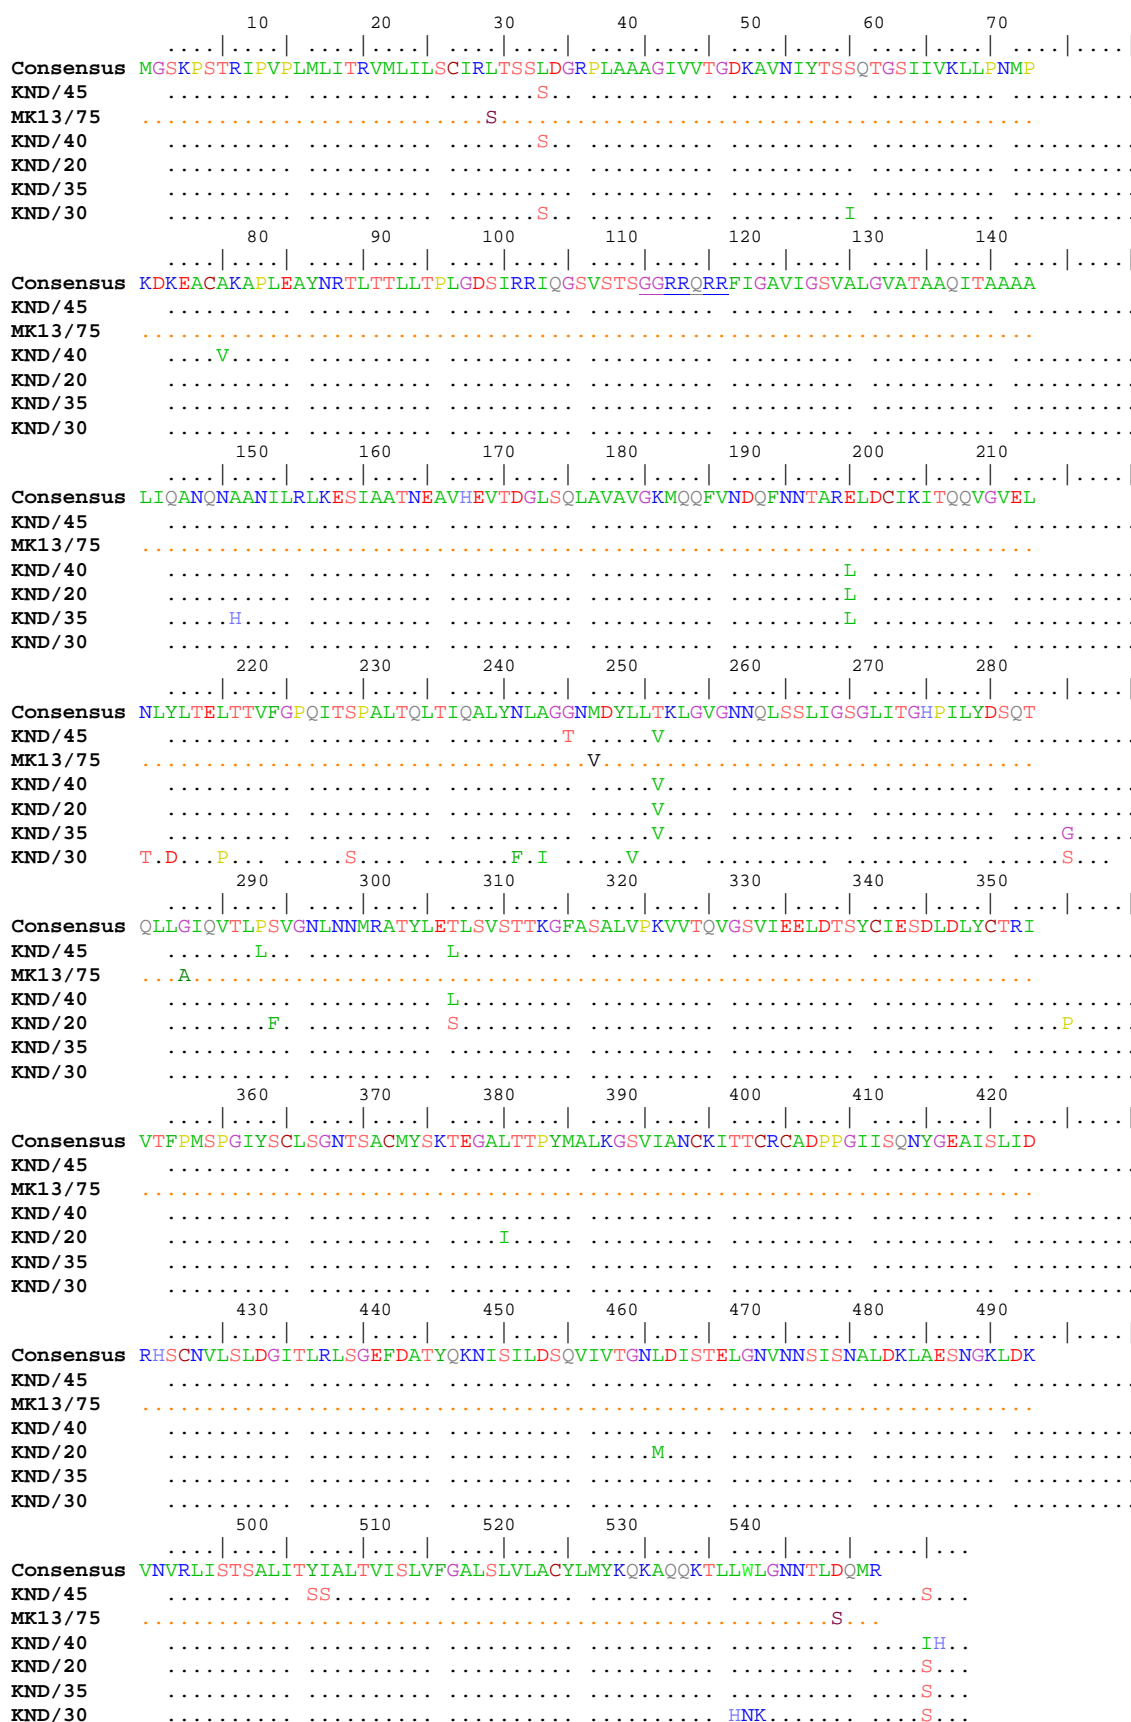 10 20 30 40 50 60 70
....|....|....|....|....|....|....|....|....|....|....|....|....|....|
Consensus MGSKPSTRIPVPLMLITRVMLILSCIRLTSSLDGRPLAAAGIVVTGDKAVNIYTSSQTGSIIVKLLPNMP
KND/45 .......... .......... .......S.. .......... .......... .......... ..........
MK13/75 ...........................S..........................................
KND/40 .......... .......... .......S.. .......... .......... .......... ..........
KND/20 .......... .......... .......... .......... .......... .......... ..........
KND/35 .......... .......... .......... .......... .......... .......... ..........
KND/30 .......... .......... .......S.. .......... .........I .......... ..........
80 90 100 110 120 130 140
....|....|....|....|....|....|....|....|....|....|....|....|....|....|
Consensus KDKEACAKAPLEAYNRTLTTLLTPLGDSIRRIQGSVSTSGGRRQRRFIGAVIGSVALGVATAAQITAAAA
KND/45 .......... .......... .......... .......... .......... .......... ..........
MK13/75 ......................................................................
KND/40 ....V..... .......... .......... .......... .......... .......... ..........
KND/20 .......... .......... .......... .......... .......... .......... ..........
KND/35 .......... .......... .......... .......... .......... .......... ..........
KND/30 .......... .......... .......... .......... .......... .......... ..........
150 160 170 180 190 200 210
....|....|....|....|....|....|....|....|....|....|....|....|....|....|
Consensus LIQANQNAANILRLKESIAATNEAVHEVTDGLSQLAVAVGKMQQFVNDQFNNTARELDCIKITQQVGVEL
KND/45 .......... .......... .......... .......... .......... .......... ..........
MK13/75 ......................................................................
KND/40 .......... .......... .......... .......... .........L .......... ..........
KND/20 .......... .......... .......... .......... .........L .......... ..........
KND/35 .....H.... .......... .......... .......... .........L .......... ..........
KND/30 .......... .......... .......... .......... .......... .......... ..........
220 230 240 250 260 270 280
....|....|....|....|....|....|....|....|....|....|....|....|....|....|
Consensus NLYLTELTTVFGPQITSPALTQLTIQALYNLAGGNMDYLLTKLGVGNNQLSSLIGSGLITGHPILYDSQT
KND/45 .......... .......... .........T .....V.... .......... .......... ..........
MK13/75 ...................................V..................................
KND/40 .......... .......... .......... .....V.... .......... .......... ..........
KND/20 .......... .......... .......... .....V.... .......... .......... ..........
KND/35 .......... .......... .......... .....V.... .......... .......... ....G.....
KND/30 T.D...P..... ....S..... ......F.I. ...V...... .......... .......... ....S...
290 300 310 320 330 340 350
....|....|....|....|....|....|....|....|....|....|....|....|....|....|
Consensus QLLGIQVTLPSVGNLNNMRATYLETLSVSTTKGFASALVPKVVTQVGSVIEELDTSYCIESDLDLYCTRI
KND/45 .......L.. .......... L......... .......... .......... .......... ..........
MK13/75 ...A..................................................................
KND/40 .......... .......... L......... .......... .......... .......... ..........
KND/20 ........F. .......... S......... .......... .......... .......... ....P.....
KND/35 .......... .......... .......... .......... .......... .......... ..........
KND/30 .......... .......... .......... .......... .......... .......... ..........
360 370 380 390 400 410 420
....|....|....|....|....|....|....|....|....|....|....|....|....|....|
Consensus VTFPMSPGIYSCLSGNTSACMYSKTEGALTTPYMALKGSVIANCKITTCRCADPPGIISQNYGEAISLID
KND/45 .......... .......... .......... .......... .......... .......... ..........
MK13/75 ......................................................................
KND/40 .......... .......... .......... .......... .......... .......... ..........
KND/20 .......... .......... ....I..... .......... .......... .......... ..........
KND/35 .......... .......... .......... .......... .......... .......... ..........
KND/30 .......... .......... .......... .......... .......... .......... ..........
430 440 450 460 470 480 490
....|....|....|....|....|....|....|....|....|....|....|....|....|....|
Consensus RHSCNVLSLDGITLRLSGEFDATYQKNISILDSQVIVTGNLDISTELGNVNNSISNALDKLAESNGKLDK
KND/45 .......... .......... .......... .......... .......... .......... ..........
MK13/75 ......................................................................
KND/40 .......... .......... .......... .......... .......... .......... ..........
KND/20 .......... .......... .......... .....M.... .......... .......... ..........
KND/35 .......... .......... .......... .......... .......... .......... ..........
KND/30 .......... .......... .......... .......... .......... .......... ..........
500 510 520 530 540
....|....|....|....|....|....|....|....|....|....|....|...
Consensus VNVRLISTSALITYIALTVISLVFGALSLVLACYLMYKQKAQQKTLLWLGNNTLDQMR
KND/45 .......... SS........ .......... .......... .......... ....S...
MK13/75 ......................................................S...
KND/40 .......... .......... .......... .......... .......... ....IH..
KND/20 .......... .......... .......... .......... .......... ....S...
KND/35 .......... .......... .......... .......... .......... ....S...
KND/30 .......... .......... .......... .......... HNK....... ....S...